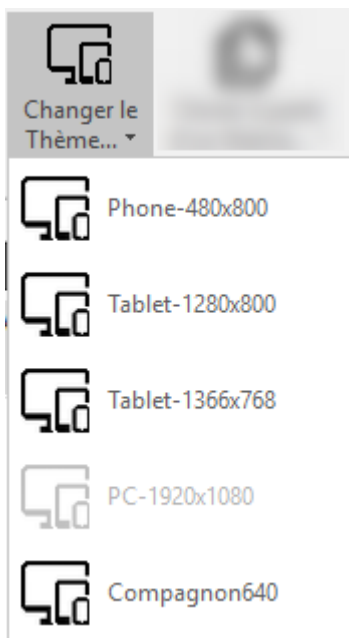 Changer le
Thème...
Phone-480x800
Tablet-1280x800
Tablet-1366x768
PC-1920x1080
Compagnon640